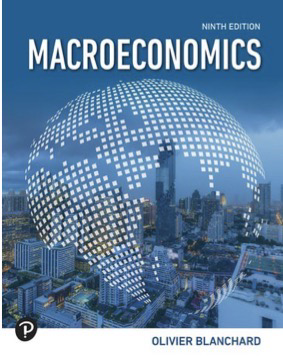 NINTH EDITION
MACROECONOMICS
P
OLIVIER BLANCHARD